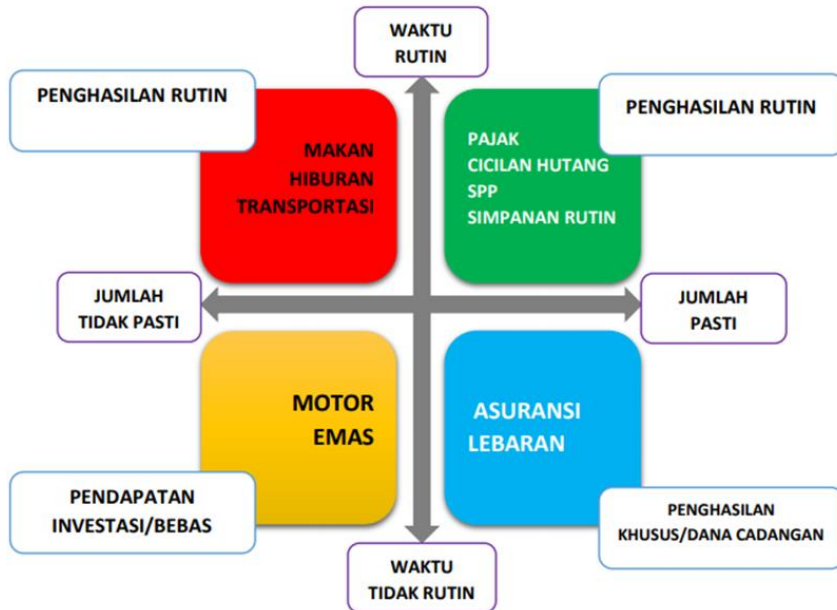 WAKTU
RUTIN
PENGHASILAN RUTIN
PENGHASILAN RUTIN
MAKAN
HIBURAN
TRANSPORTASI
PAJAK
CICILAN HUTANG
SPP
SIMPANAN RUTIN
JUMLAH
TIDAK PASTI
JUMLAH
PASTI
MOTOR
EMAS
ASURANSI
LEBARAN
PENDAPATAN
INVESTASI/BEBAS
PENGHASILAN
KHUSUS/DANA CADANGAN
WAKTU
TIDAK RUTIN